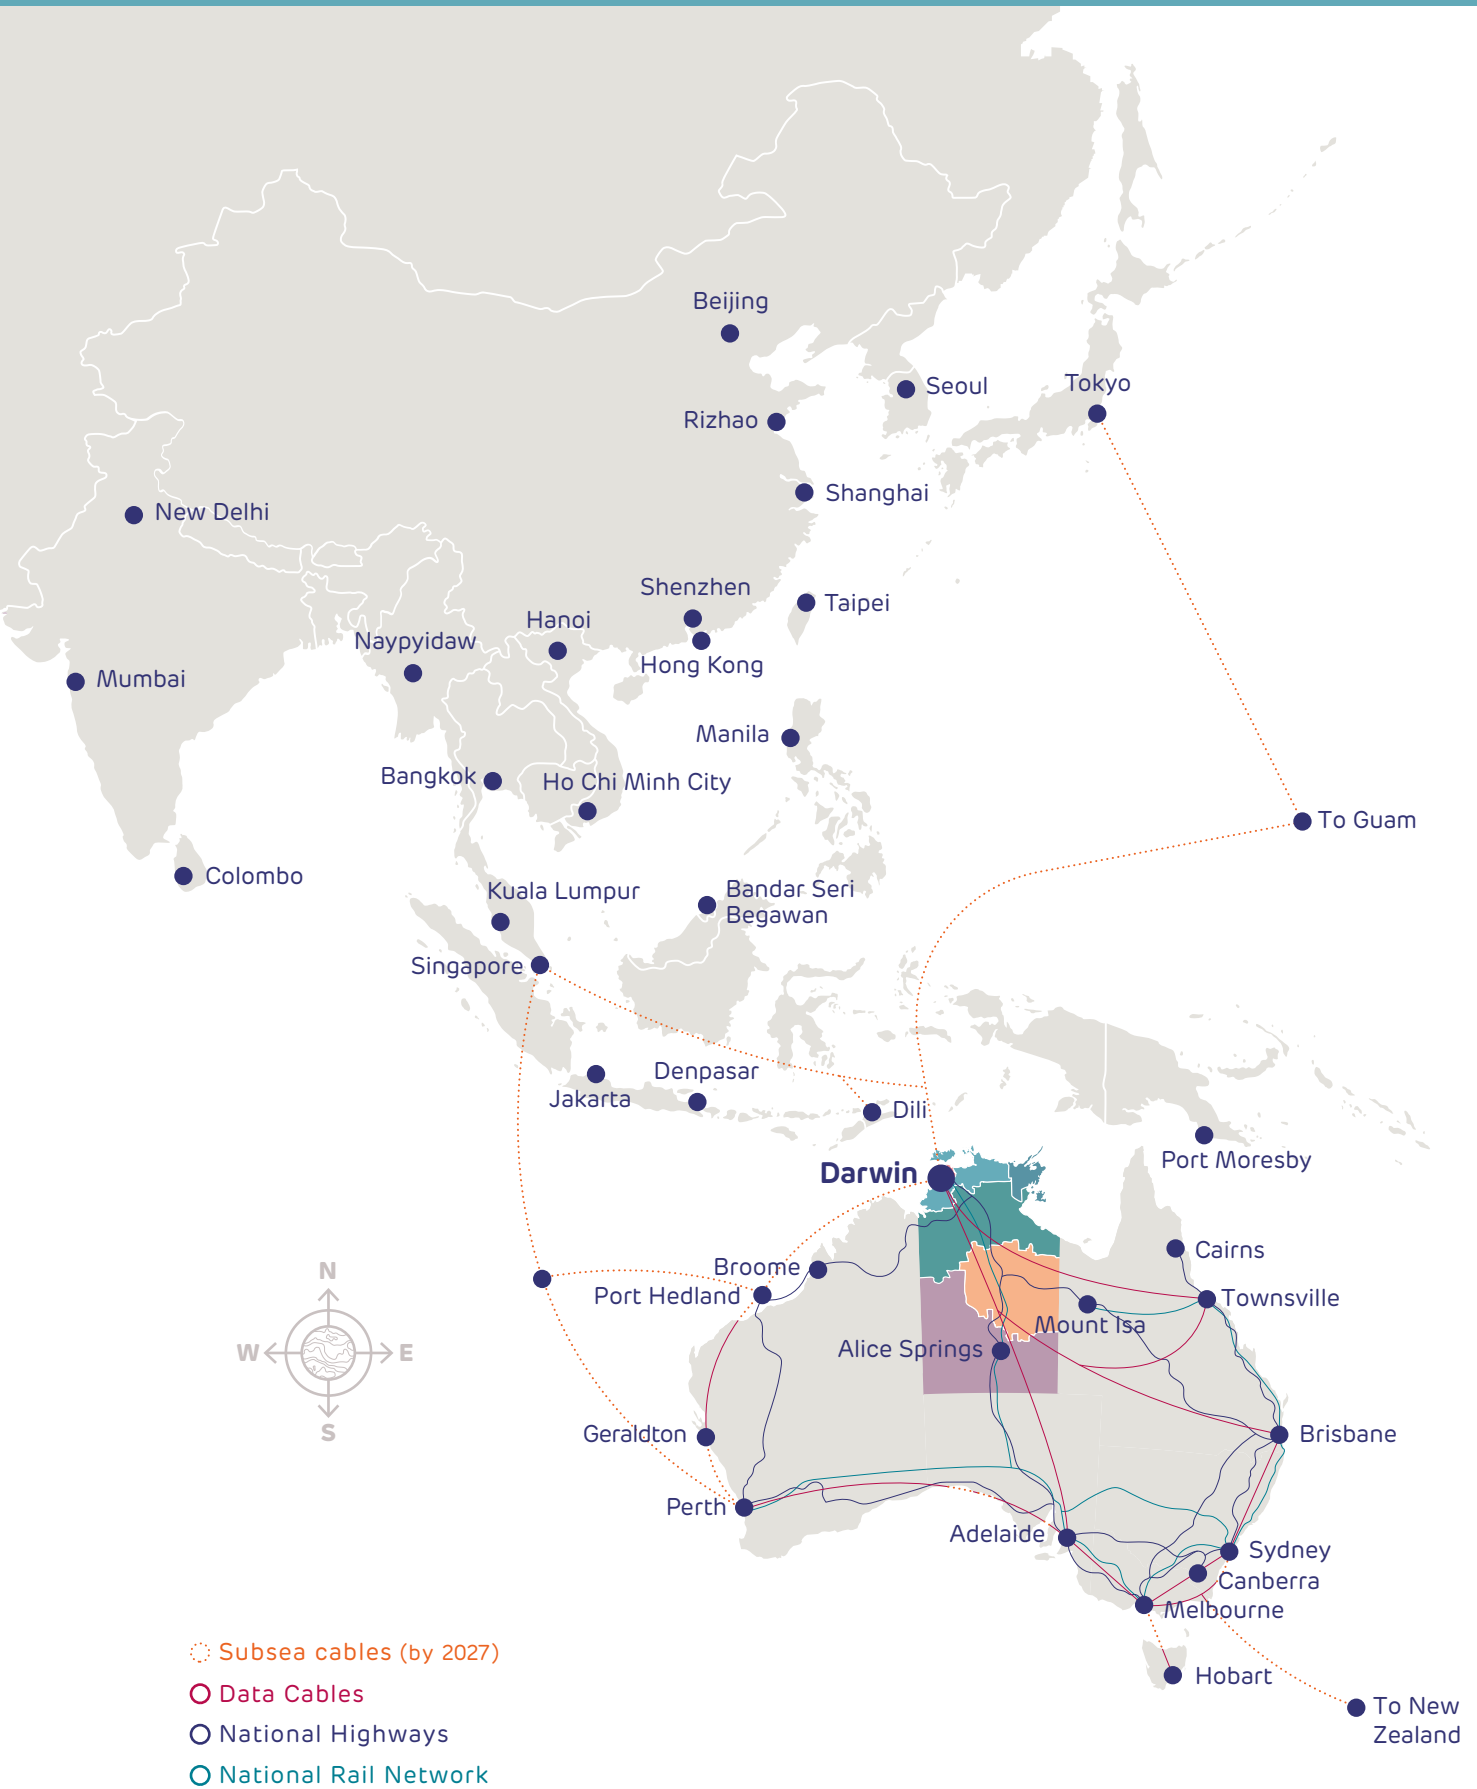 Beijing
Seoul
Tokyo
Rizhao
Shanghai
New Delhi
Shenzhen
Taipei
Hanoi
Naypyidaw
Hong Kong
Mumbai
Manila
Bangkok
Ho Chi Minh City
To Guam
Colombo
Kuala Lumpur
Bandar Seri
Begawan
Singapore
Denpasar
Jakarta
Dili
Port Moresby
Darwin
Cairns
Broome
Port Hedland
Townsville
Mount Isa
Alice Springs
N
W
E
S
Geraldton
Brisbane
Perth
Adelaide
Sydney
Canberra
Melbourne
Hobart
To New
Zealand
Subsea cables (by 2027)
Data Cables
National Highways
National Rail Network